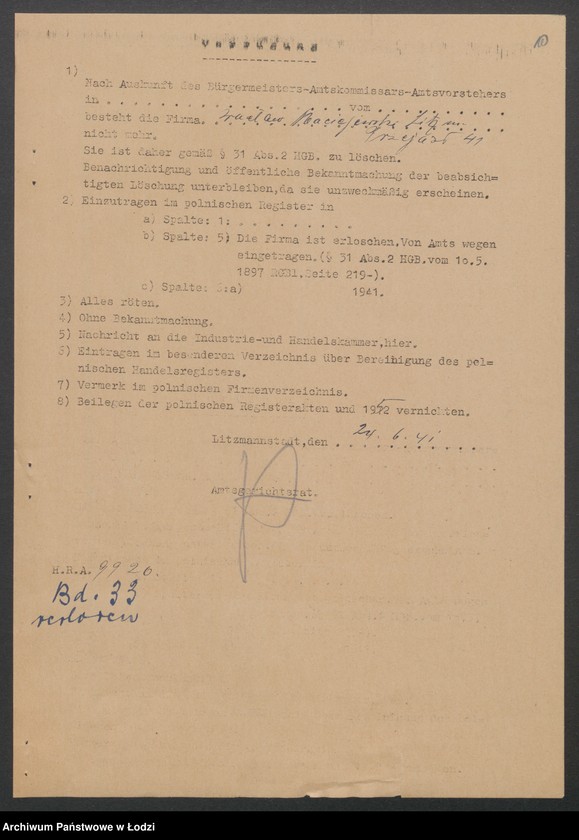 Verfügung
1)
Nach Auskunft des Bürgermeisters-Amtskommissars-Amtsvorstehers
in . . . . . . . . . . . . . . . . . . vom . . . . . . . . . .
besteht die Firma.
nicht mehr. 41
Sie ist daher gemäß § 31 Abs.2 HGB. zu löschen.
Benachrichtigung und öffentliche Bekanntmachung der beabsich=
tigten Löschung unterbleiben,da sie unzweckmäßig erscheinen.
2) Einzutragen im polnischen Register in
a) Spalte: 1: . . . . . . . . .
b) Spalte: 5; Die Firma ist erloschen.Von Amts wegen
eingetragen.(§ 31 Abs.2 HGB.vom 1o.5.
1897 RGBl.Seite 219-).
c) Spalte: :a) 1941.
3) Alles röten.
4) Ohne Bekanntmachung.
5) Nachricht an die Industrie-und Handelskammer,hier.
6) Eintragen im besonderen Verzeichnis über Bereinigung des pol=
nischen Handelsregisters.
7) Vermerk im polnischen Firmenverzeichnis.
8) Beilegen der polnischen Registerakten und vernichten.
Litzmannstadt,den 24. 6. 41
Amtsgerichtsrat.
H.R.A. 9920.
Bd. 33
verloren
Archiwum Państwowe w Łodzi